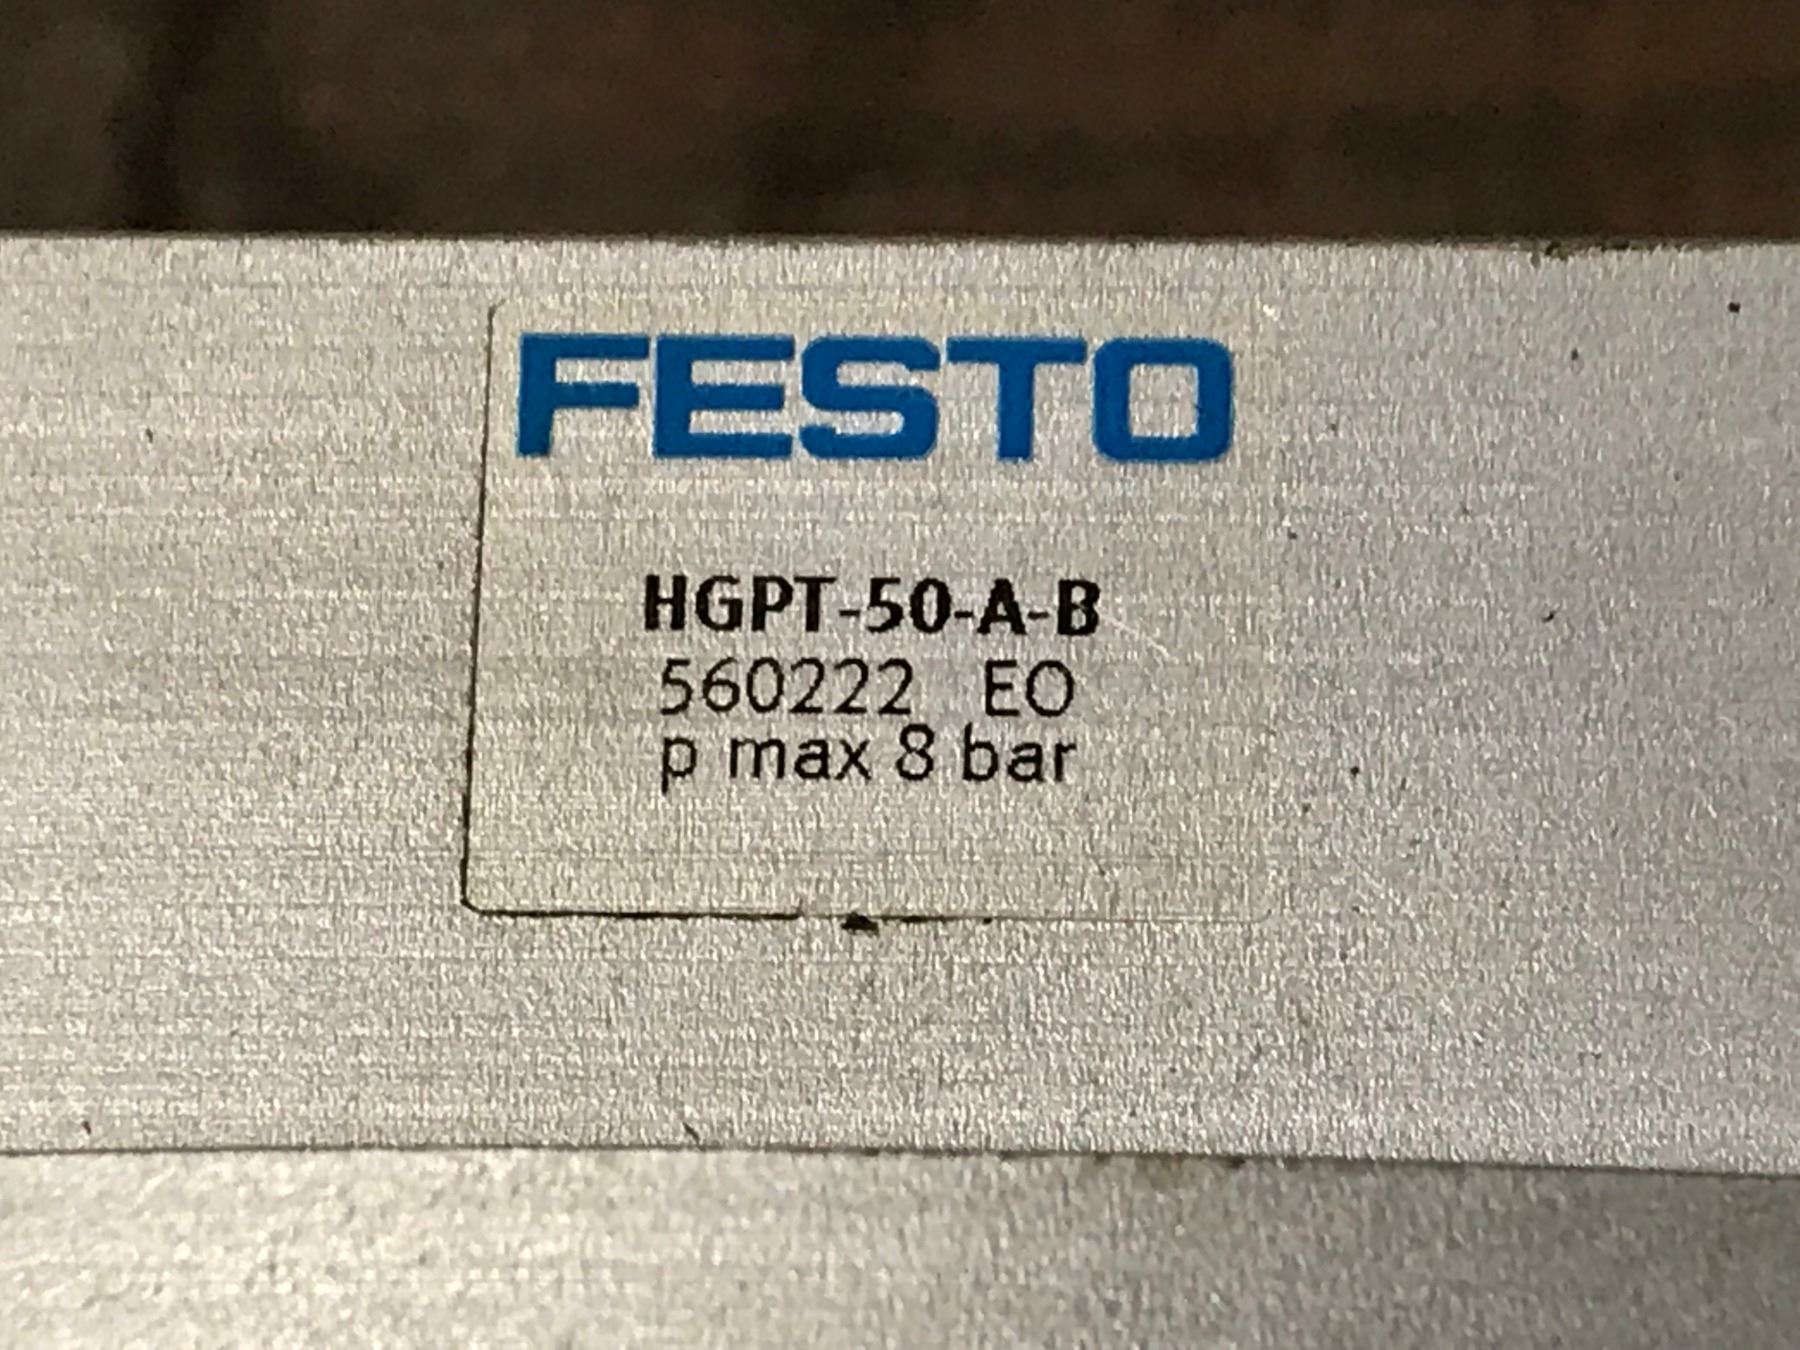 FESTO
HGPT-50-A-B
560222 EO
p max 8 bar